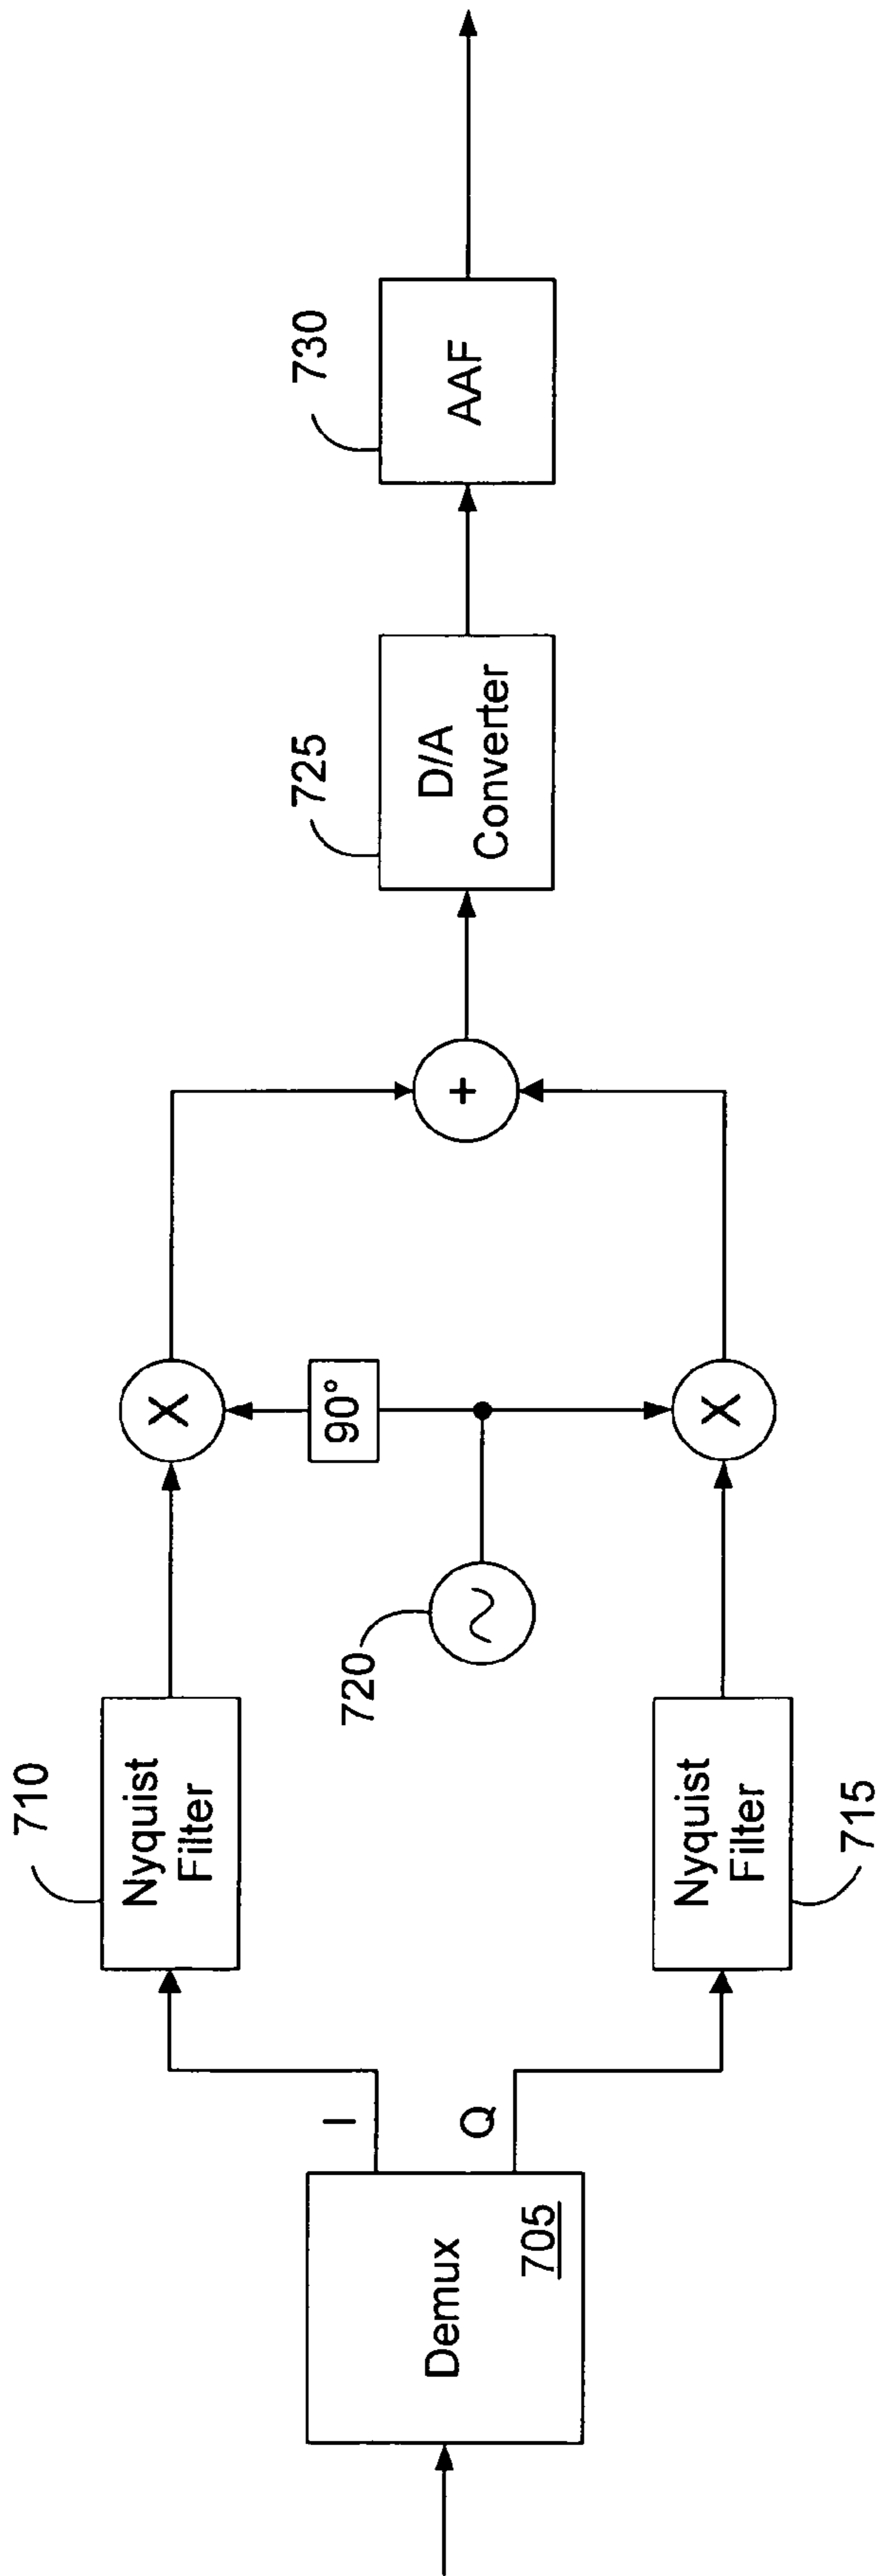 Demux
705
I
Q
710
Nyquist
Filter
Nyquist
Filter
715
720
X
90°
X
+
725
D/A
Converter
730
AAF